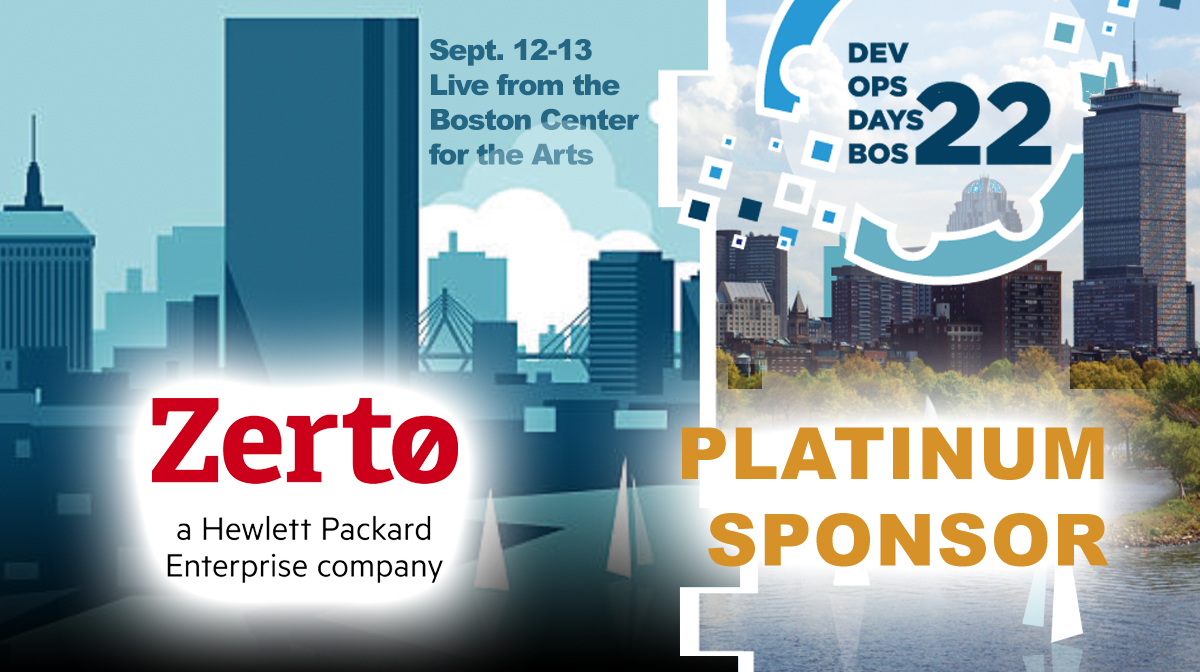 Sept. 12-13
Live from the
Boston Center
for the Arts
DEV
OPS
DAYS
BOS 22
Zertø
a Hewlett Packard
Enterprise company
PLATINUM
SPONSOR